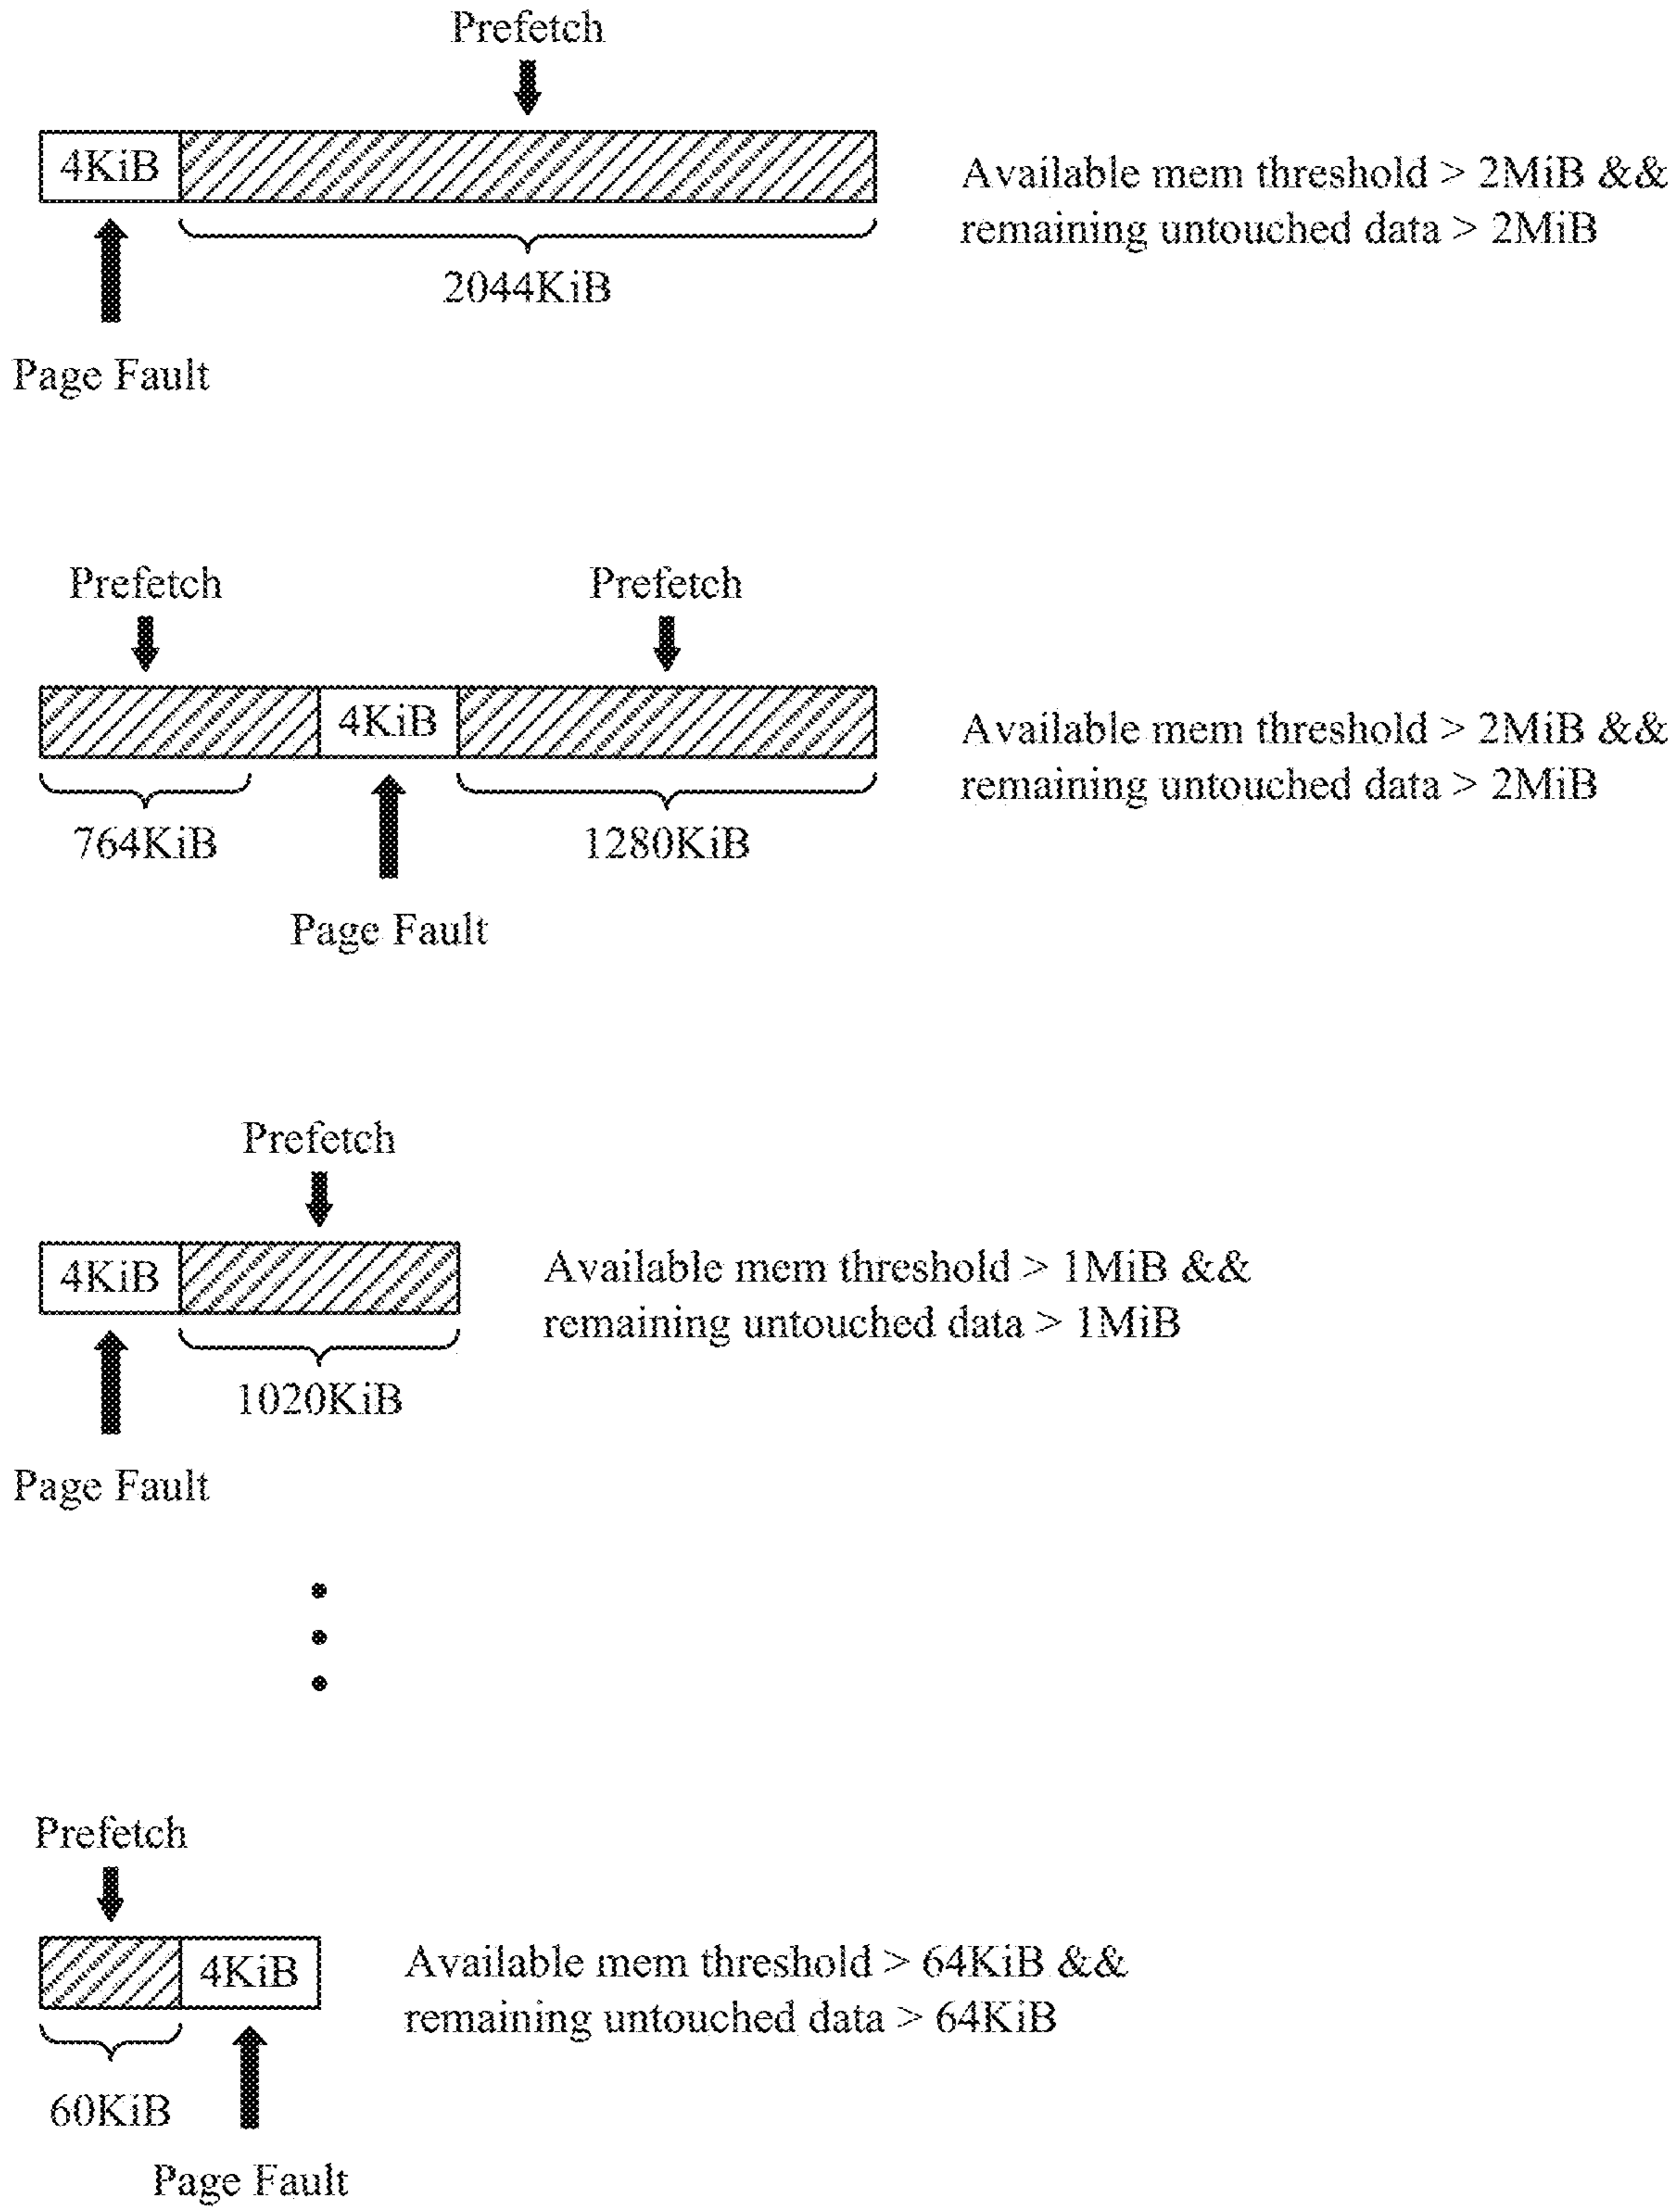 Prefetch
4KiB
Available mem threshold > 2MiB &&
remaining untouched data > 2MiB
2044KiB
Page Fault
Prefetch
Prefetch
4KiB
Available mem threshold > 2MiB &&
remaining untouched data > 2MiB
764KiB
1280KiB
Page Fault
Prefetch
4KiB
Available mem threshold > 1MiB &&
remaining untouched data > 1MiB
1020KiB
Page Fault
Prefetch
4KiB
Available mem threshold > 64KiB &&
remaining untouched data > 64KiB
60KiB
Page Fault